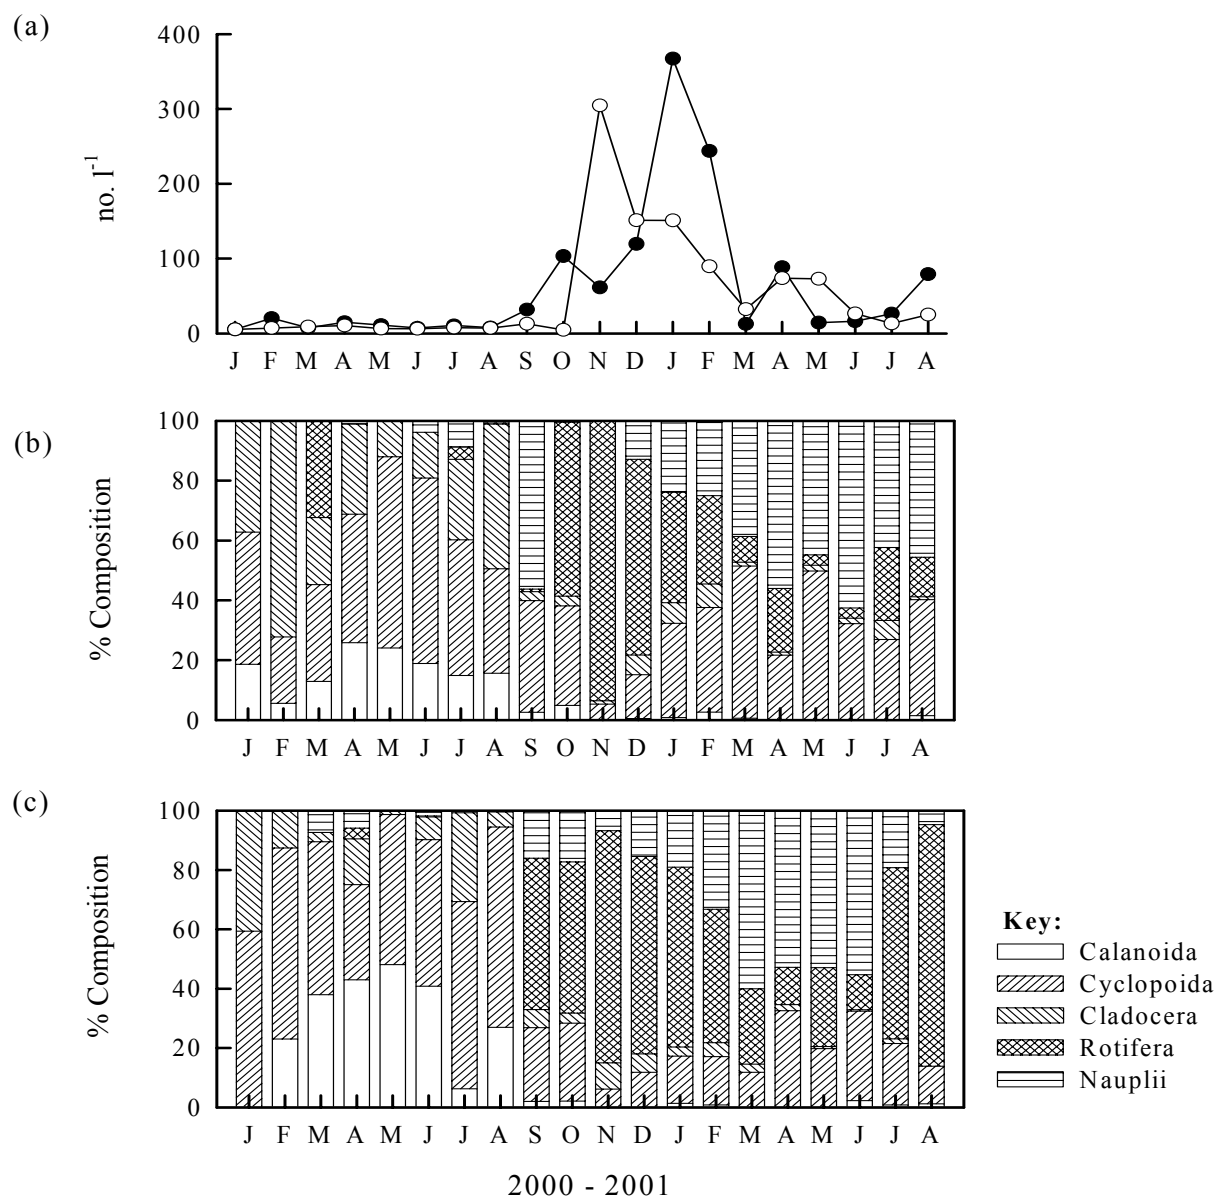 (a)
400
300
200
100
0
no. l⁻¹
J F M A M J J A S O N D J F M A M J J A
(b)
100
80
60
40
20
0
% Composition
J F M A M J J A S O N D J F M A M J J A
(c)
100
80
60
40
20
0
% Composition
J F M A M J J A S O N D J F M A M J J A
2000 - 2001
Key:
Calanoida
Cyclopoida
Cladocera
Rotifera
Nauplii